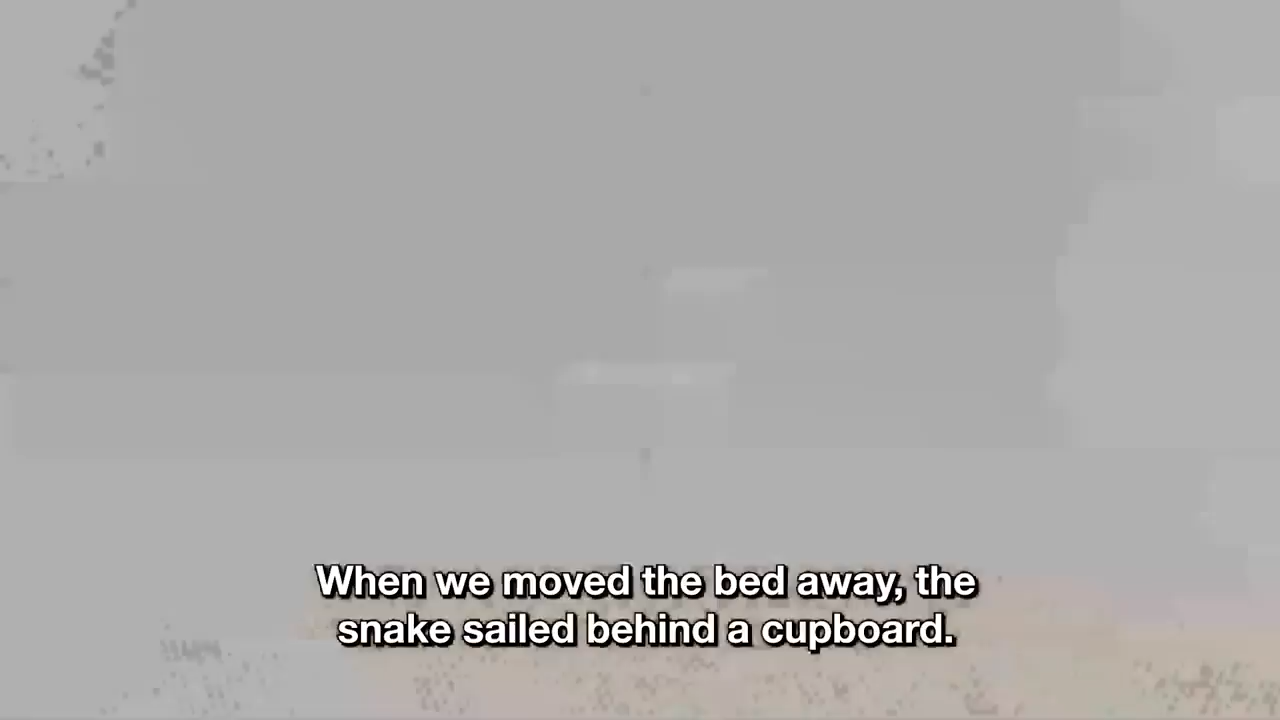 When we moved the bed away, the
snake sailed behind a cupboard.